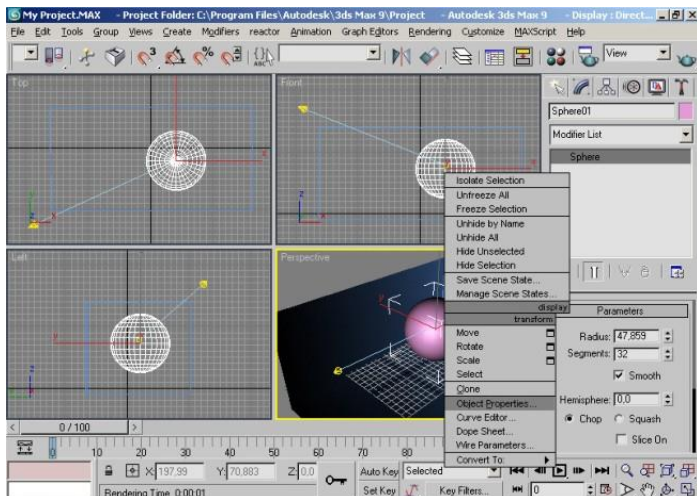 My Project.MAX - Project Folder: C:\Program Files\Autodesk\3ds Max 9\Project - Autodesk 3ds Max 9 - Display : Direct...
File Edit Tools Group Views Create Modifiers reactor Animation Graph Editors Rendering Customize MAXScript Help
View
Top
Front
Sphere01
Modifier List
Sphere
Left
Perspective
Isolate Selection
Unfreeze All
Freeze Selection
Unhide by Name
Unhide All
Hide Unselected
Hide Selection
Save Scene State...
Manage Scene States...
display
transform
Move
Rotate
Scale
Select
Clone
Object Properties...
Curve Editor...
Dope Sheet...
Wire Parameters...
Convert To:
Parameters
Radius: 47,859
Segments: 32
Smooth
Hemisphere: 0,0
Chop Squash
Slice On
0 / 100
0 10 20 30 40 50 60 70 80
X: 197,99 Y: 70,883 Z: 0,0
Auto Key Selected
Rendering Time 0:00:01
Set Key Key Filters... 0